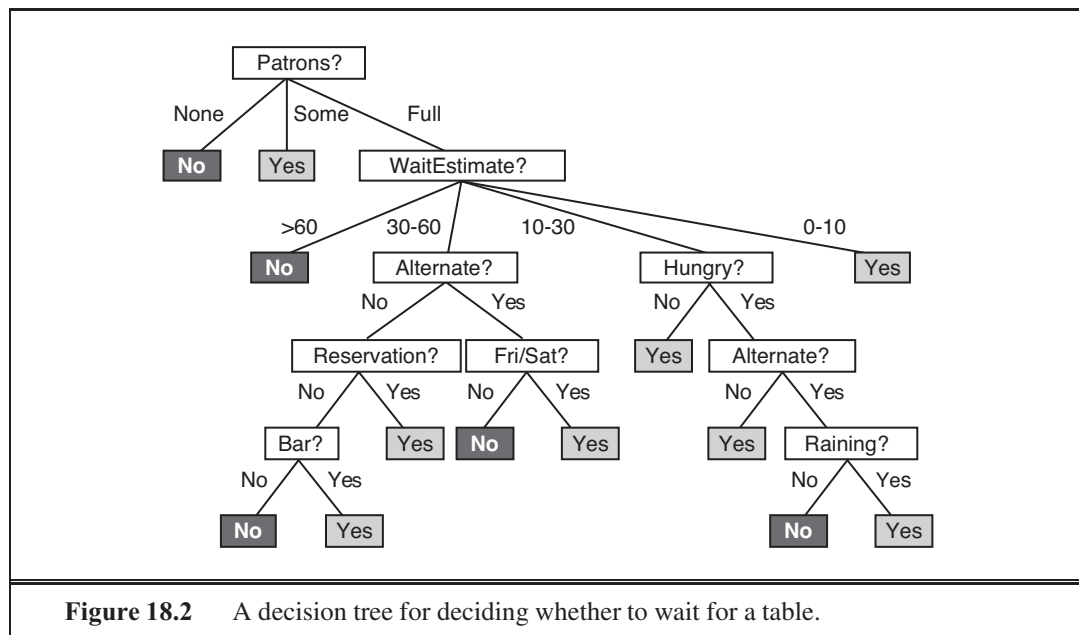 Patrons?
None Some Full
No Yes WaitEstimate?
>60 30-60 10-30 0-10
No Alternate? Hungry? Yes
No Yes No Yes
Reservation? Fri/Sat? Yes Alternate?
No Yes No Yes No Yes
Bar? Yes No Yes Yes Raining?
No Yes No Yes
No Yes No Yes
Figure 18.2 A decision tree for deciding whether to wait for a table.